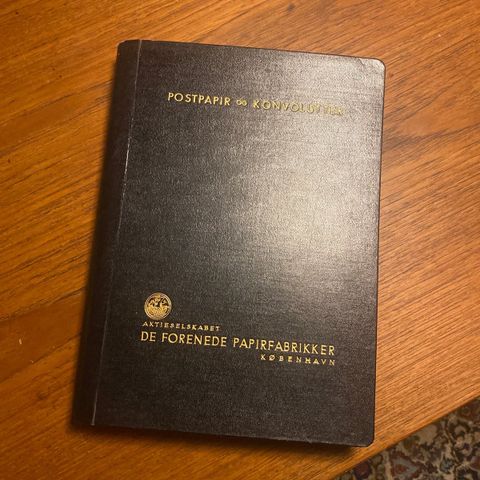 POSTPAPIR OG KONVOLUTTER
AKTIESELSKABET
DE FORENEDE PAPIRFABRIKKER
KØBENHAVN